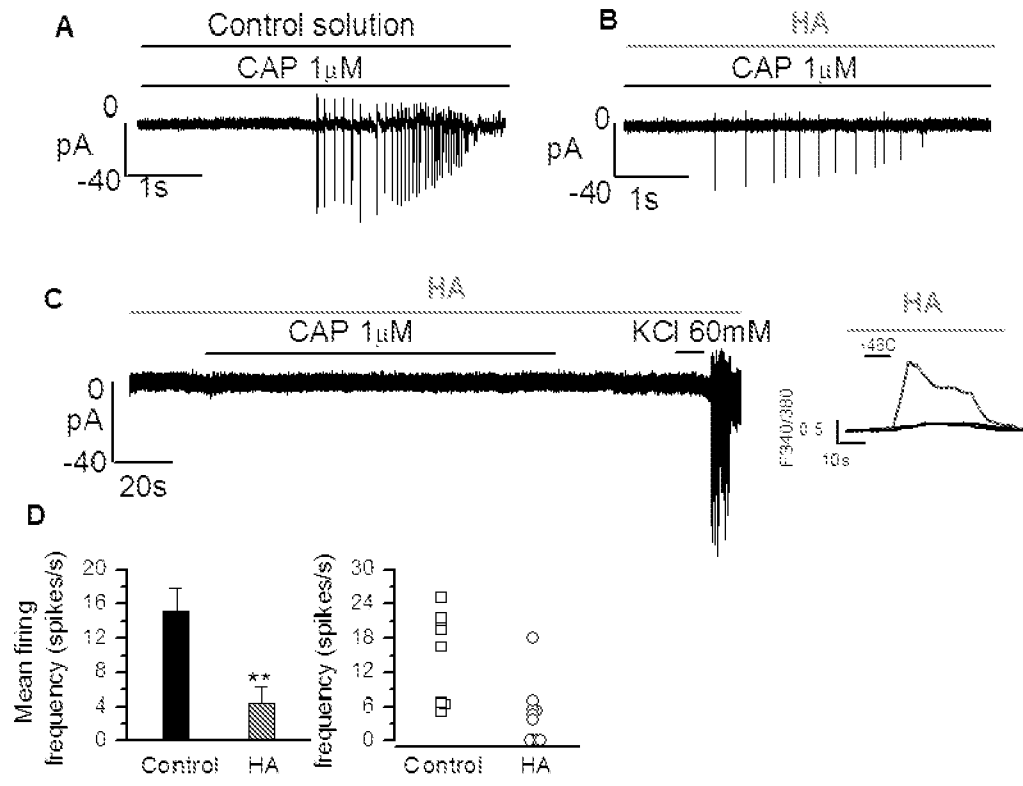 A
Control solution
CAP 1µM
0
pA
-40
1s
B
HA
CAP 1µM
0
pA
-40
1s
C
HA
CAP 1µM
KCl 60mM
0
pA
-40
20s
HA
F340/380
0.5
10s
D
Mean firing
frequency (spikes/s)
20
16
12
8
4
0
**
Control HA
frequency (spikes/s)
30
24
18
12
6
0
Control HA